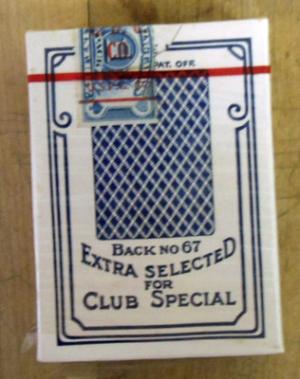 PAT. OFF.
BACK NO 67
EXTRA SELECTED
FOR
CLUB SPECIAL